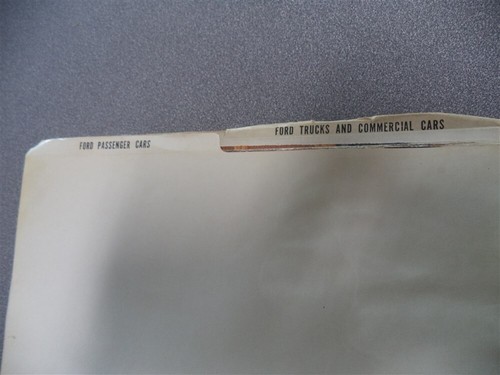 FORD PASSENGER CARS
FORD TRUCKS AND COMMERCIAL CARS